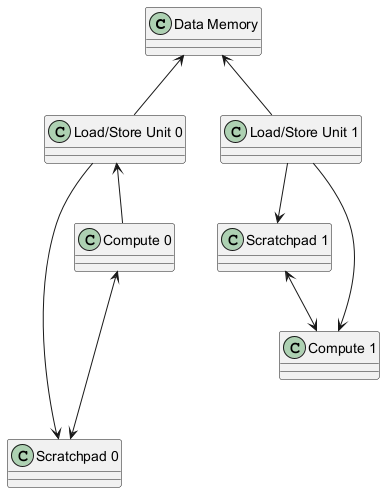 C Data Memory
C Load/Store Unit 0
C Load/Store Unit 1
C Compute 0
C Scratchpad 1
C Compute 1
C Scratchpad 0